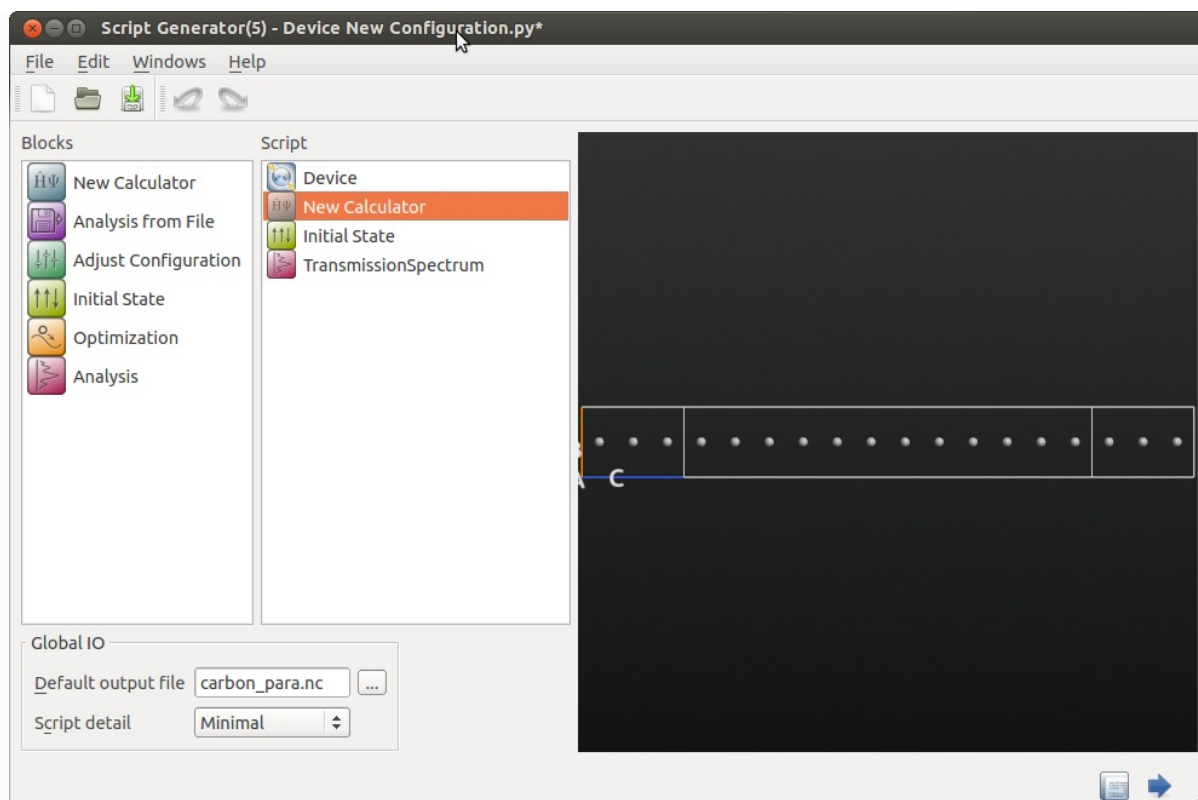 Script Generator(5) - Device New Configuration.py*
File Edit Windows Help
Blocks
ĤΨ New Calculator
Analysis from File
Adjust Configuration
Initial State
Optimization
Analysis
Script
Device
ĤΨ New Calculator
Initial State
TransmissionSpectrum
B
A C
Global IO
Default output file carbon_para.nc ...
Script detail Minimal